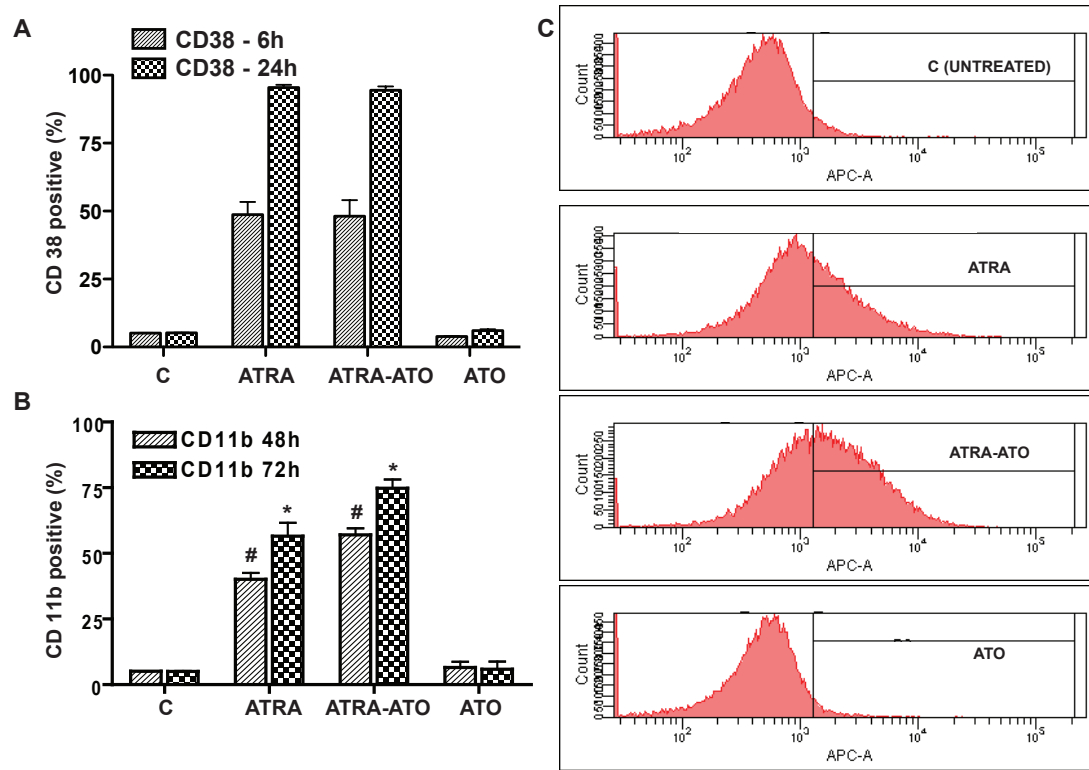 A
CD38 - 6h
CD38 - 24h
CD 38 positive (%)
100
75
50
25
0
C ATRA ATRA-ATO ATO
B
CD11b 48h
CD11b 72h
CD 11b positive (%)
100
75
50
25
0
# * # *
C ATRA ATRA-ATO ATO
C
C (UNTREATED)
Count
10² 10³ 10⁴ 10⁵
APC-A
ATRA
Count
10² 10³ 10⁴ 10⁵
APC-A
ATRA-ATO
Count
10² 10³ 10⁴ 10⁵
APC-A
ATO
Count
10² 10³ 10⁴ 10⁵
APC-A